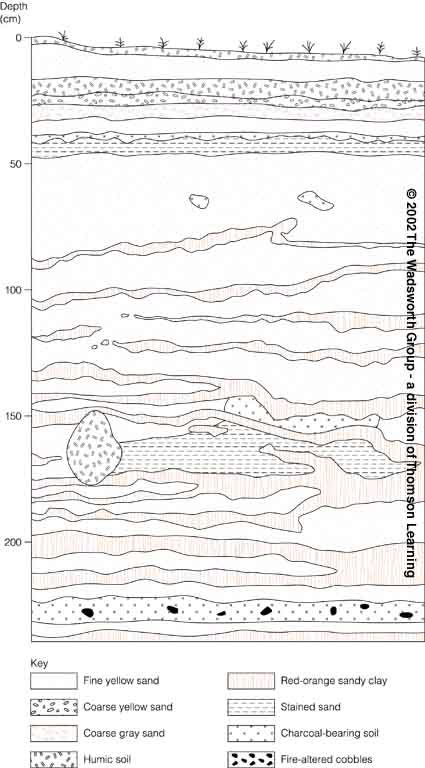 Depth
(cm)
0
50
100
150
200
© 2002 The Wadsworth Group - a division of Thomson Learning
Key
Fine yellow sand
Red-orange sandy clay
Coarse yellow sand
Stained sand
Coarse gray sand
Charcoal-bearing soil
Humic soil
Fire-altered cobbles